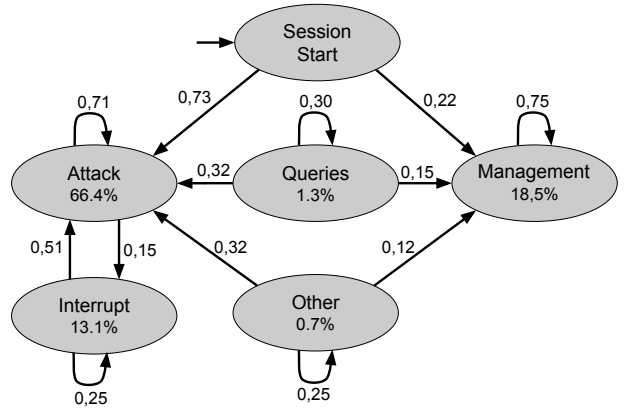 Session
Start
0,71
0,73
0,30
0,22
0,75
Attack
66.4%
0,32
Queries
1.3%
0,15
Management
18,5%
0,51
0,15
0,32
0,12
Interrupt
13.1%
Other
0.7%
0,25
0,25